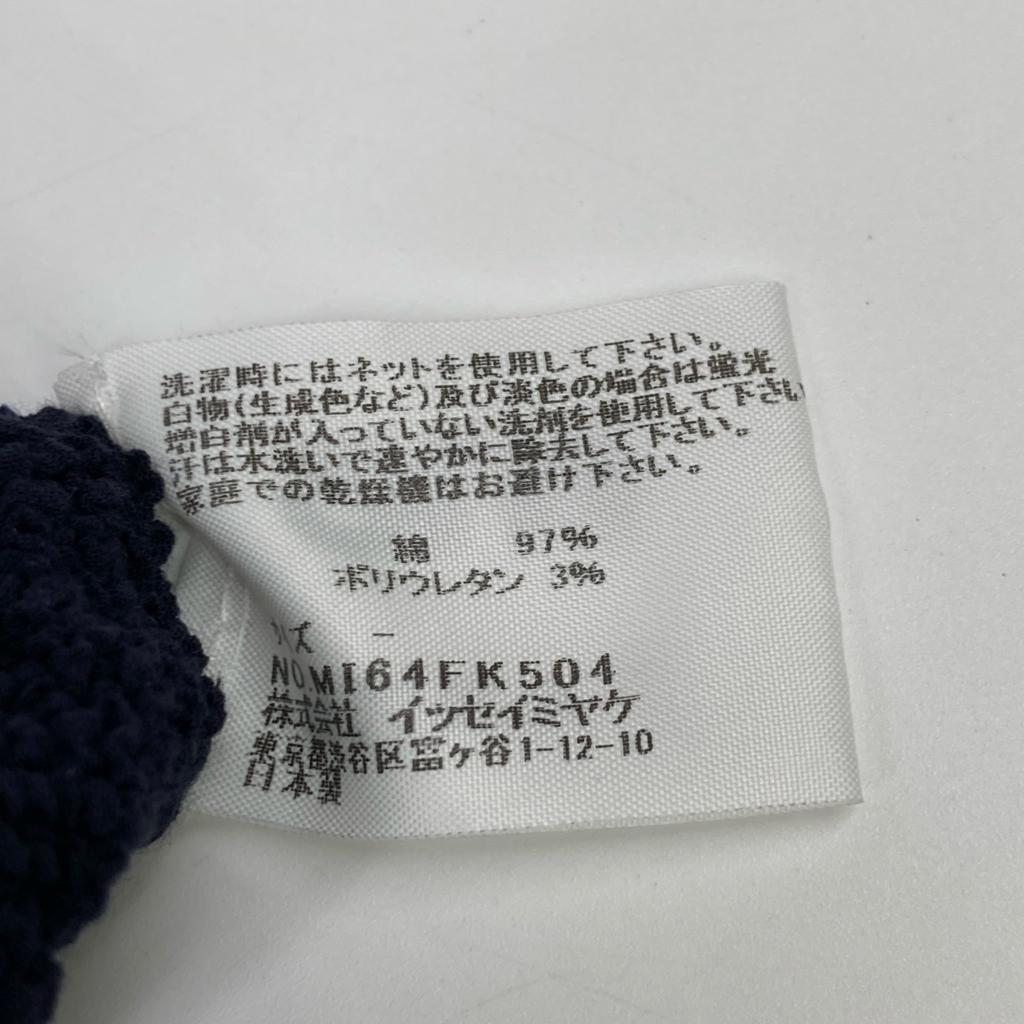 洗濯時にはネットを使用して下さい。
白物(生成色など)及び淡色の場合は蛍光
増白剤が入っていない洗剤を使用して下さい
汗は水洗いで速やかに除去して下さい。
家庭での乾燥機はお避け下さい。
綿 97%
ポリウレタン 3%
イズ -
NO.MI64FK504
株式会社 イッセイミヤケ
東京都渋谷区富ヶ谷1-12-10
日本製